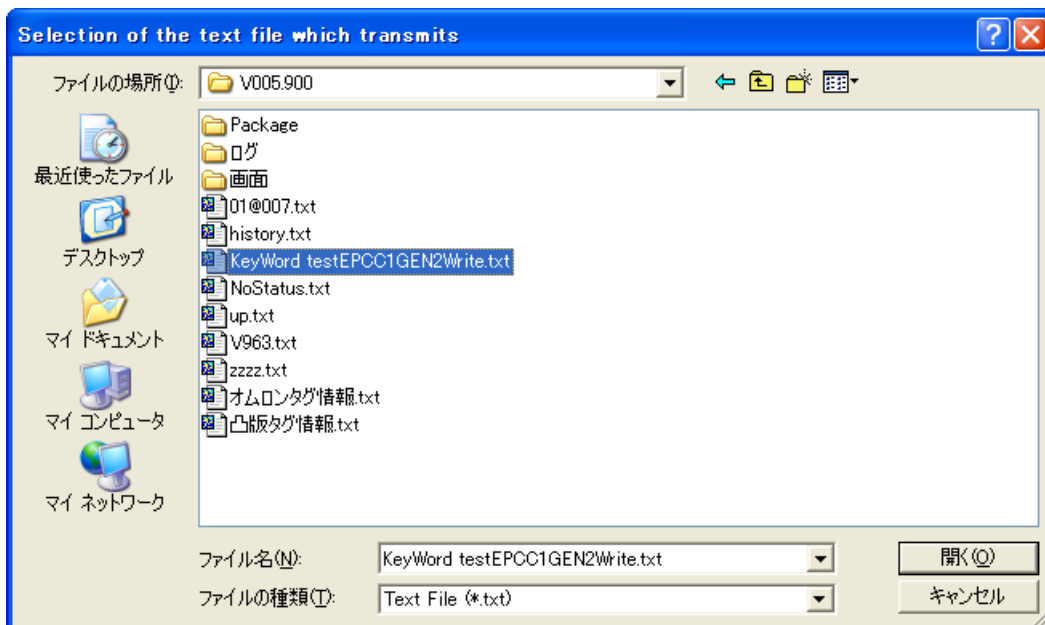 Selection of the text file which transmits
ファイルの場所(I):
V005.900
最近使ったファイル
デスクトップ
マイ ドキュメント
マイ コンピュータ
マイ ネットワーク
Package
ログ
画面
01@007.txt
history.txt
KeyWord testEPCC1GEN2Write.txt
NoStatus.txt
up.txt
V963.txt
zzzz.txt
オムロンタグ情報.txt
凸版タグ情報.txt
ファイル名(N):
KeyWord testEPCC1GEN2Write.txt
開く(O)
ファイルの種類(T):
Text File (*.txt)
キャンセル